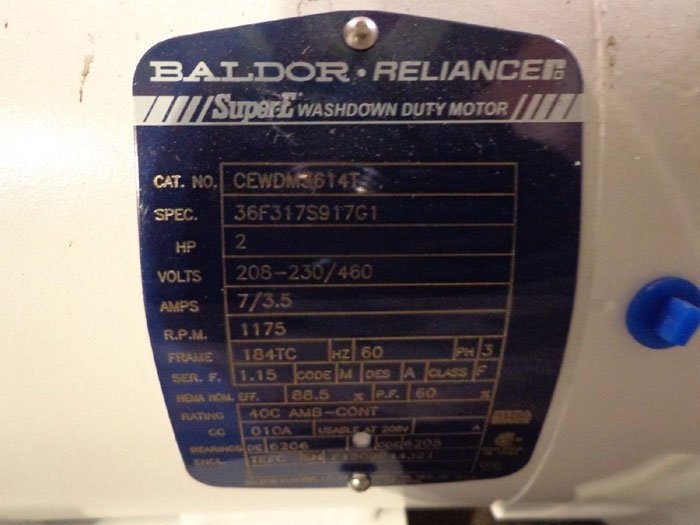 BALDOR · RELIANCE
Super-E WASHDOWN DUTY MOTOR
CAT. NO. CEWDM3614T
SPEC. 36F317S917G1
HP 2
VOLTS 208-230/460
AMPS 7/3.5
R.P.M. 1175
FRAME 184TC HZ 60 PH 3
SER. F. 1.15 CODE M DES A CLASS F
NEMA NOM. EFF. 88.5 % P.F. 60 %
RATING 40C AMB-CONT
CC 010A USABLE AT 208V A
BEARINGS DE 6206 ODE 6205
ENCL. TEFC SN